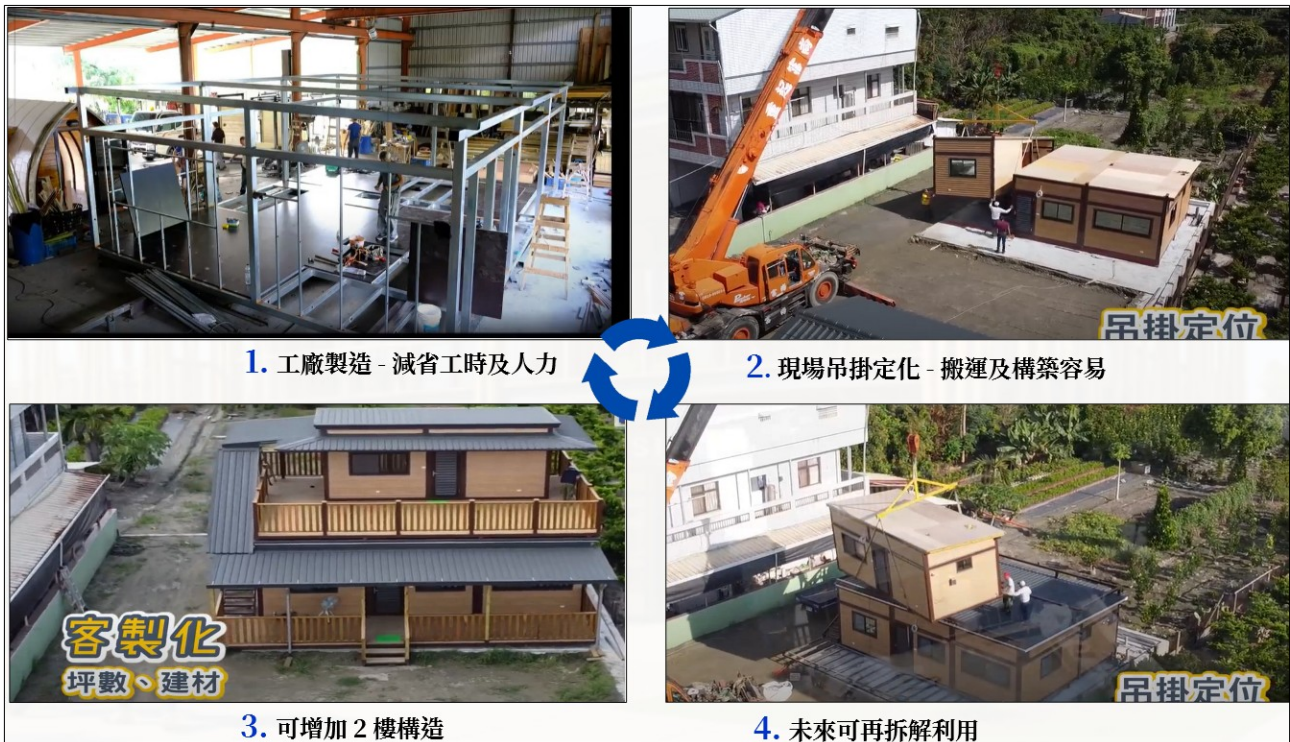 吊掛定位
1. 工廠製造 - 減省工時及人力
2. 現場吊掛定化 - 搬運及構築容易
客製化
坪數、建材
吊掛定位
3. 可增加 2 樓構造
4. 未來可再拆解利用